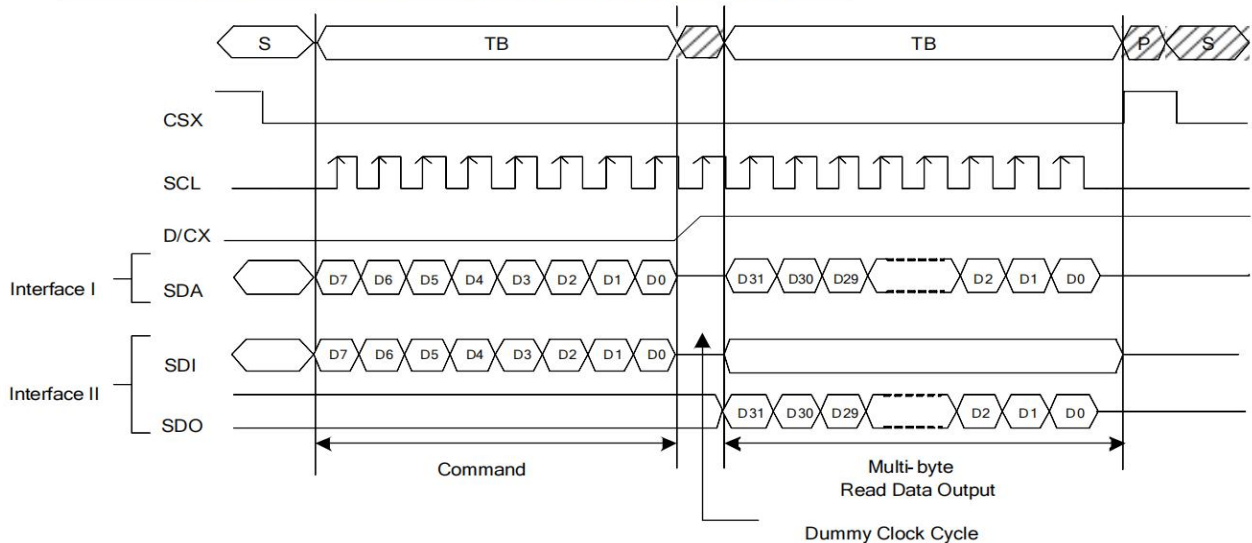 S TB TB P S
CSX
SCL
D/CX
Interface I
SDA D7 D6 D5 D4 D3 D2 D1 D0 D31 D30 D29 D2 D1 D0
SDI D7 D6 D5 D4 D3 D2 D1 D0
Interface II
SDO D31 D30 D29 D2 D1 D0
Command
Multi-byte
Read Data Output
Dummy Clock Cycle